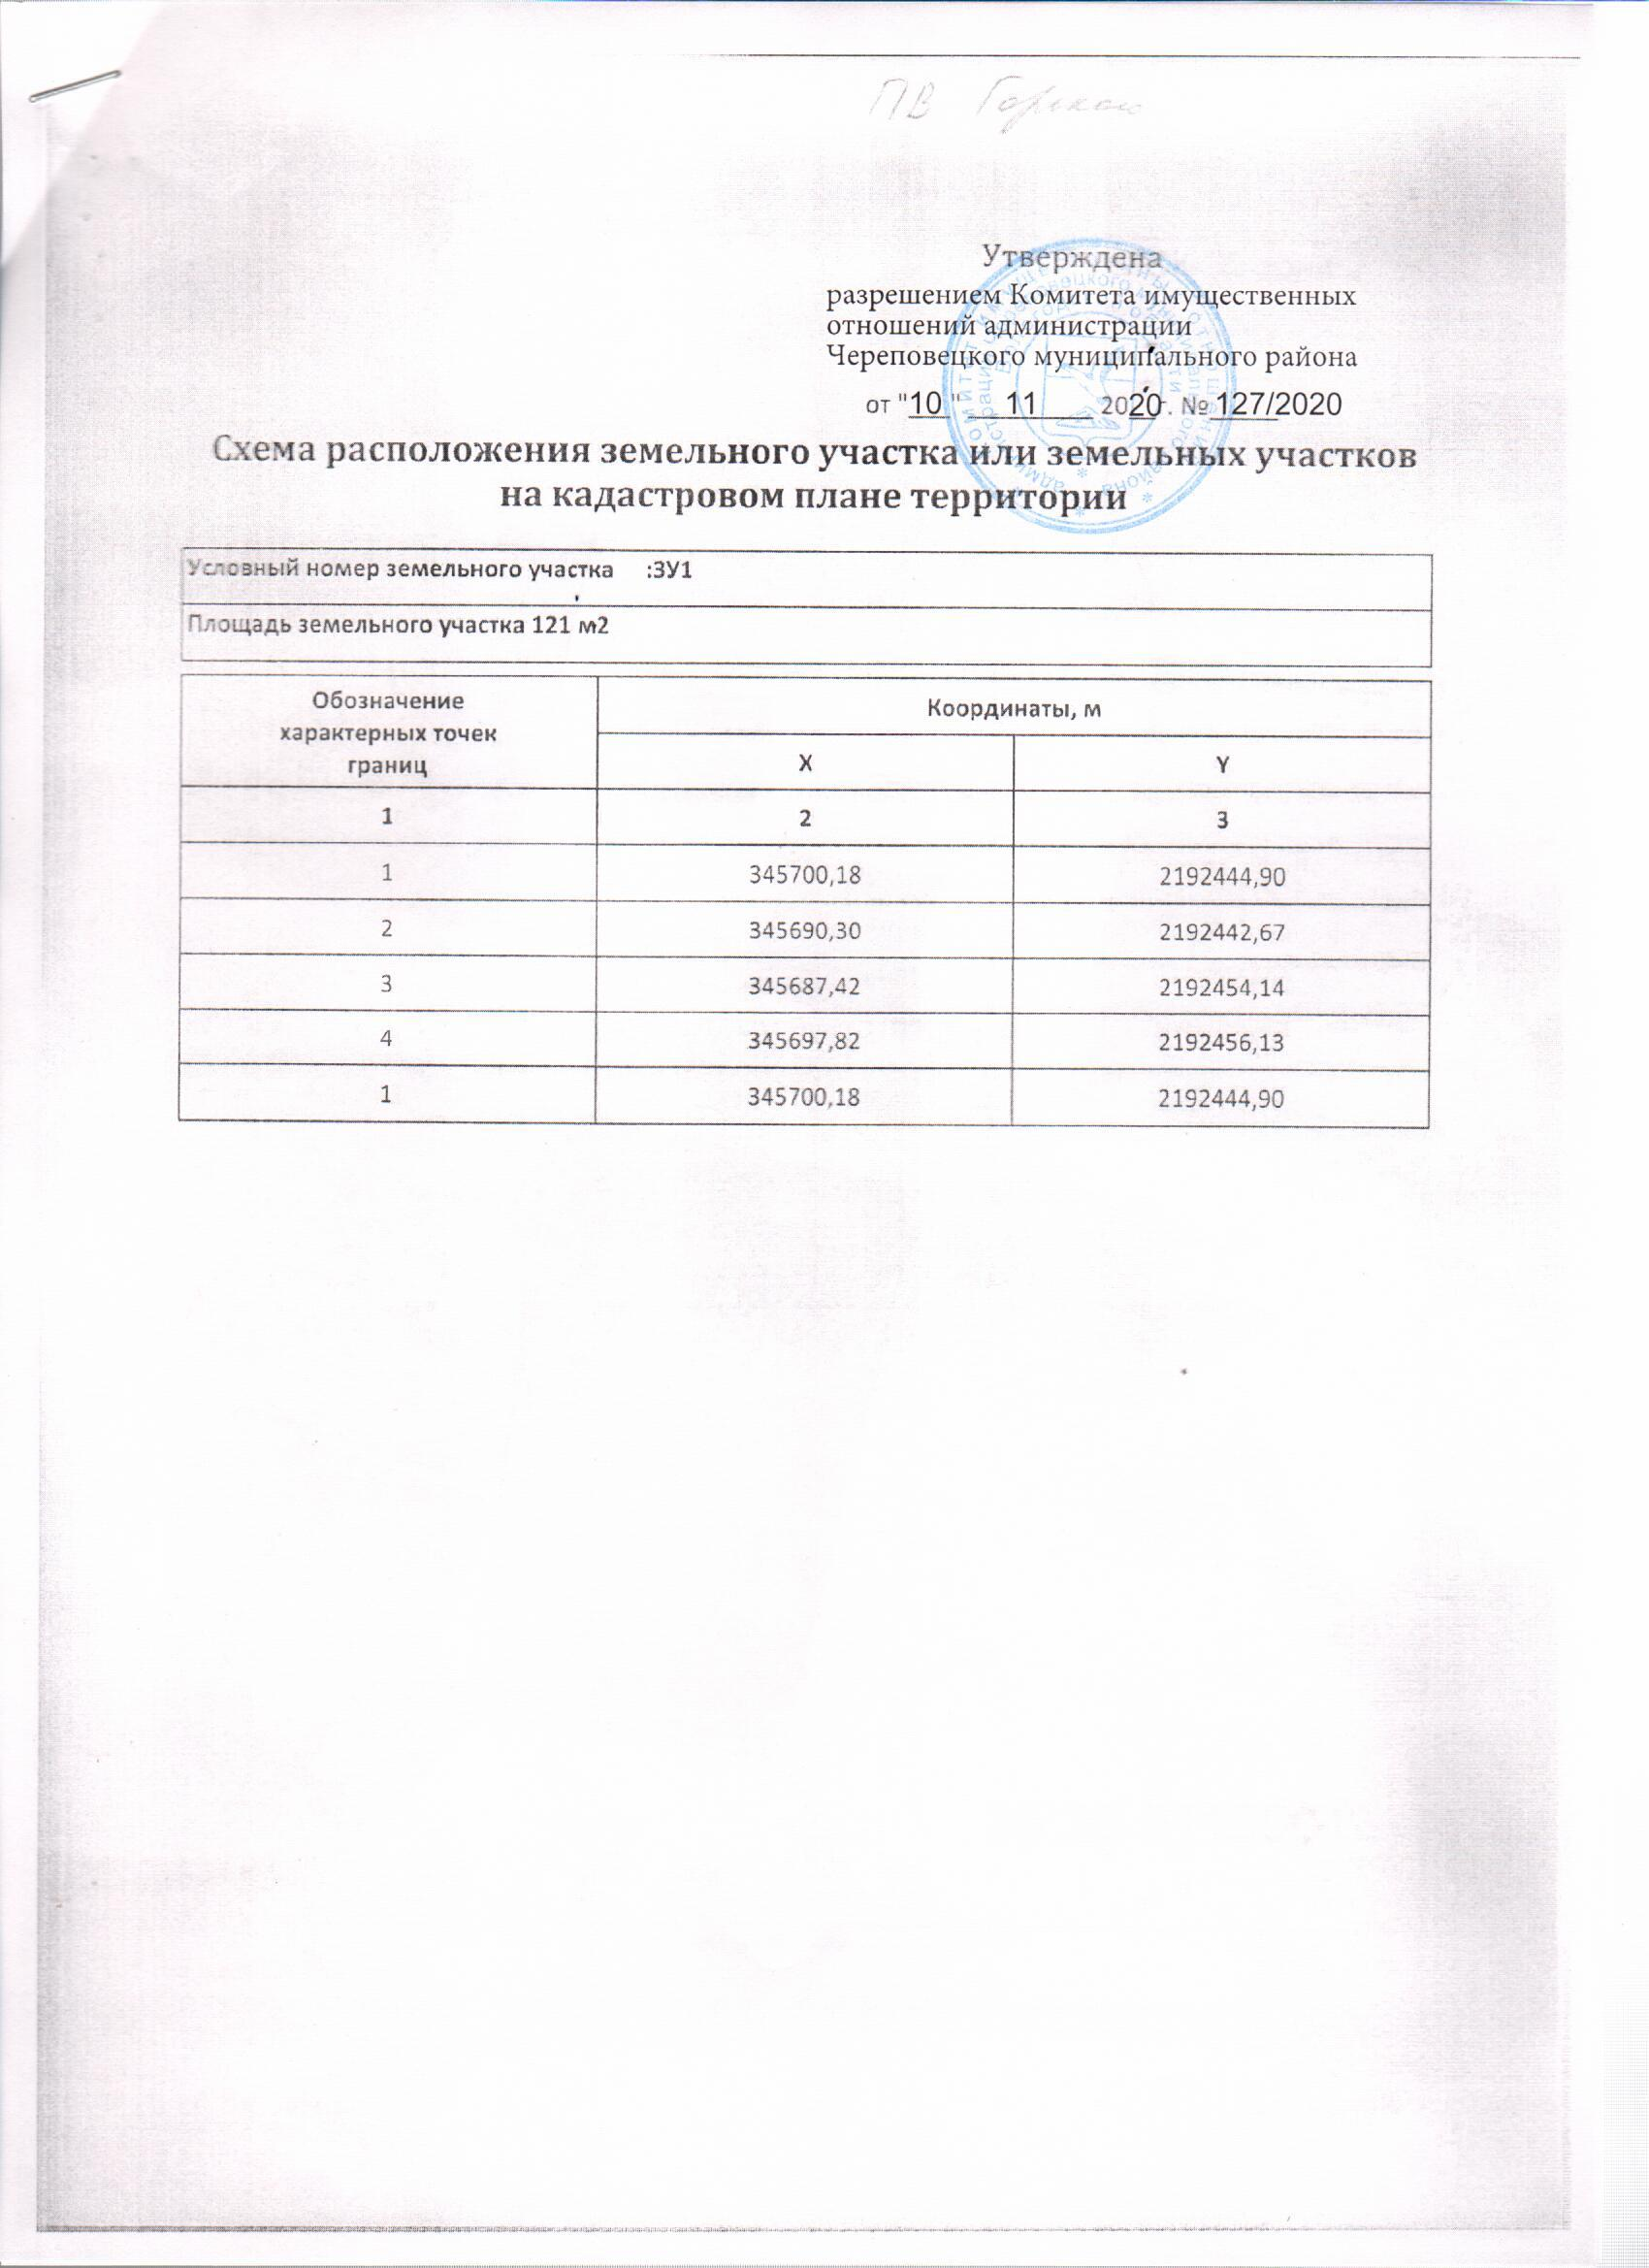 ПВ
Утверждена
разрешением Комитета имущественных
отношений администрации
Череповецкого муниципального района
от "10" 11 2020 г. № 127/2020
Схема расположения земельного участка или земельных участков
на кадастровом плане территории
Условный номер земельного участка :ЗУ1
Площадь земельного участка 121 м2
Обозначение
характерных точек
границ
Координаты, м
X Y
1 2 3
1 345700,18 2192444,90
2 345690,30 2192442,67
3 345687,42 2192454,14
4 345697,82 2192456,13
1 345700,18 2192444,90